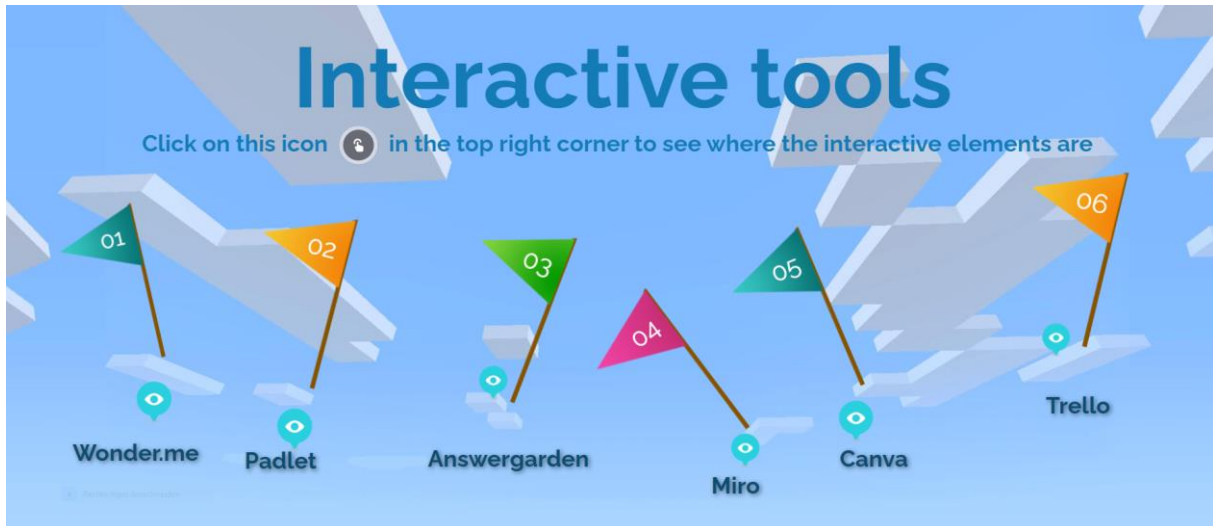 Interactive tools
Click on this icon in the top right corner to see where the interactive elements are
01
02
03
04
05
06
Wonder.me
Padlet
Answergarden
Miro
Canva
Trello